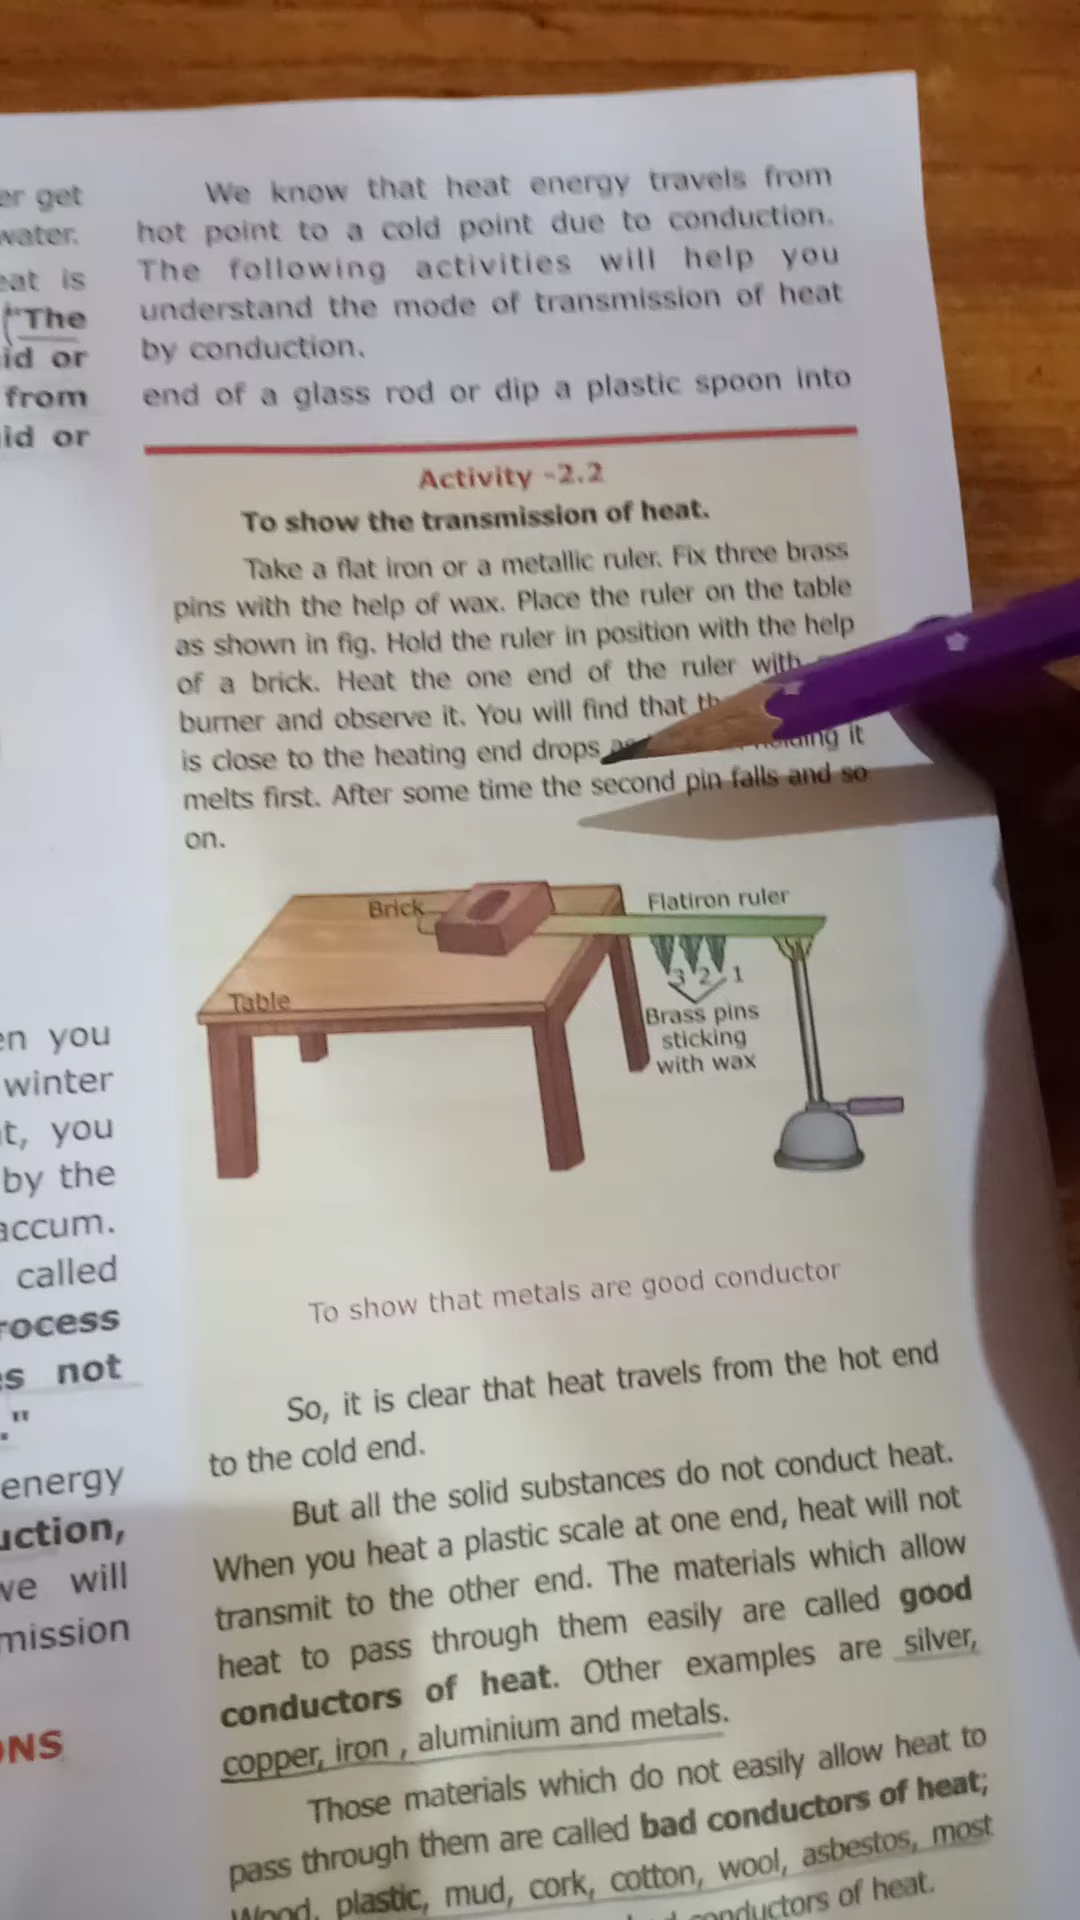 er get
water.
eat is
"The
id or
from
id or
en you
winter
t, you
by the
accum.
called
rocess
es not
."
energy
uction,
we will
mission
ONS
We know that heat energy travels from
hot point to a cold point due to conduction.
The following activities will help you
understand the mode of transmission of heat
by conduction.
end of a glass rod or dip a plastic spoon into
Activity -2.2
To show the transmission of heat.
Take a flat iron or a metallic ruler. Fix three brass
pins with the help of wax. Place the ruler on the table
as shown in fig. Hold the ruler in position with the help
of a brick. Heat the one end of the ruler with
burner and observe it. You will find that
is close to the heating end drops it
melts first. After some time the second pin falls and so
on.
Brick
Flatiron ruler
Table
3 2 1
Brass pins
sticking
with wax
To show that metals are good conductor
So, it is clear that heat travels from the hot end
to the cold end.
But all the solid substances do not conduct heat.
When you heat a plastic scale at one end, heat will not
transmit to the other end. The materials which allow
heat to pass through them easily are called good
conductors of heat. Other examples are silver,
copper, iron , aluminium and metals.
Those materials which do not easily allow heat to
pass through them are called bad conductors of heat;
Wood, plastic, mud, cork, cotton, wool, asbestos, most
conductors of heat.